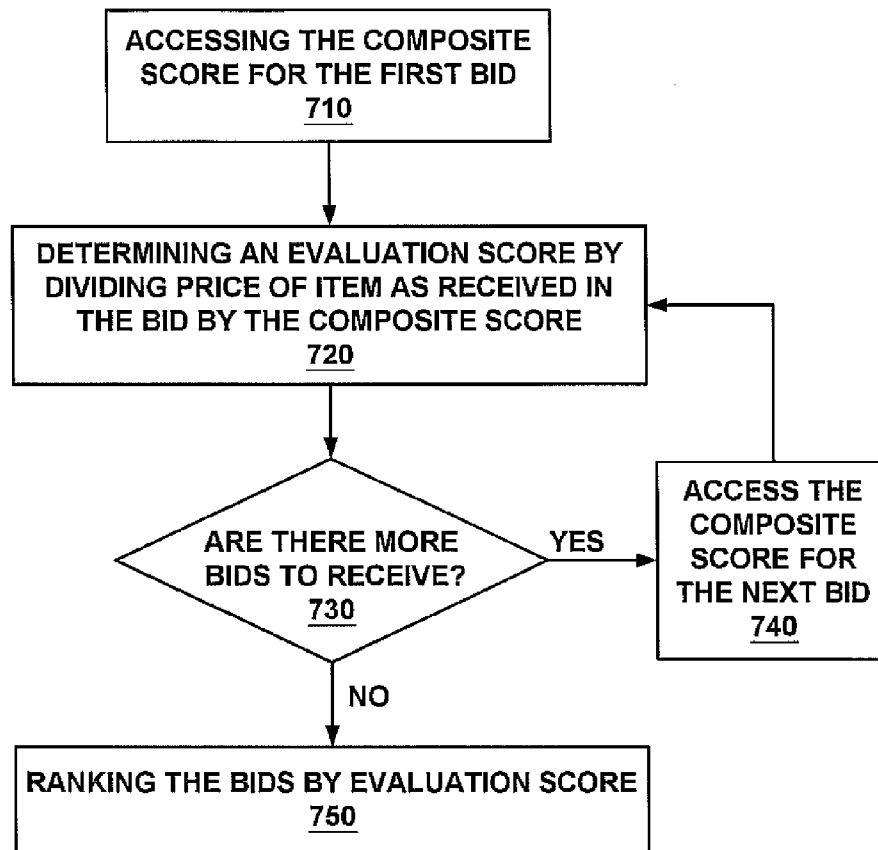 ACCESSING THE COMPOSITE
SCORE FOR THE FIRST BID
710
DETERMINING AN EVALUATION SCORE BY
DIVIDING PRICE OF ITEM AS RECEIVED IN
THE BID BY THE COMPOSITE SCORE
720
ARE THERE MORE
BIDS TO RECEIVE?
730
YES
ACCESS THE
COMPOSITE
SCORE FOR
THE NEXT BID
740
NO
RANKING THE BIDS BY EVALUATION SCORE
750